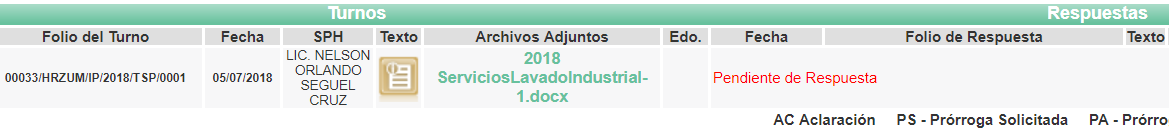 Turnos Respuestas
Folio del Turno Fecha SPH Texto Archivos Adjuntos Edo. Fecha Folio de Respuesta Texto
00033/HRZUM/IP/2018/TSP/0001 05/07/2018 LIC. NELSON ORLANDO SEGUEL CRUZ 2018 ServiciosLavadoIndustrial-1.docx Pendiente de Respuesta
AC Aclaración PS - Prórroga Solicitada PA - Prórro